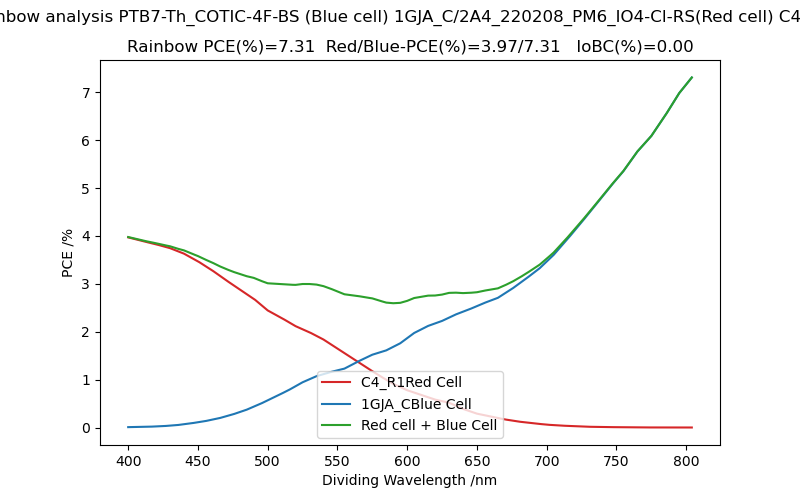 nbow analysis PTB7-Th_COTIC-4F-BS (Blue cell) 1GJA_C/2A4_220208_PM6_IO4-Cl-RS(Red cell) C4
Rainbow PCE(%)=7.31 Red/Blue-PCE(%)=3.97/7.31 IoBC(%)=0.00
PCE /%
7
6
5
4
3
2
1
0
C4_R1Red Cell
1GJA_CBlue Cell
Red cell + Blue Cell
400 450 500 550 600 650 700 750 800
Dividing Wavelength /nm